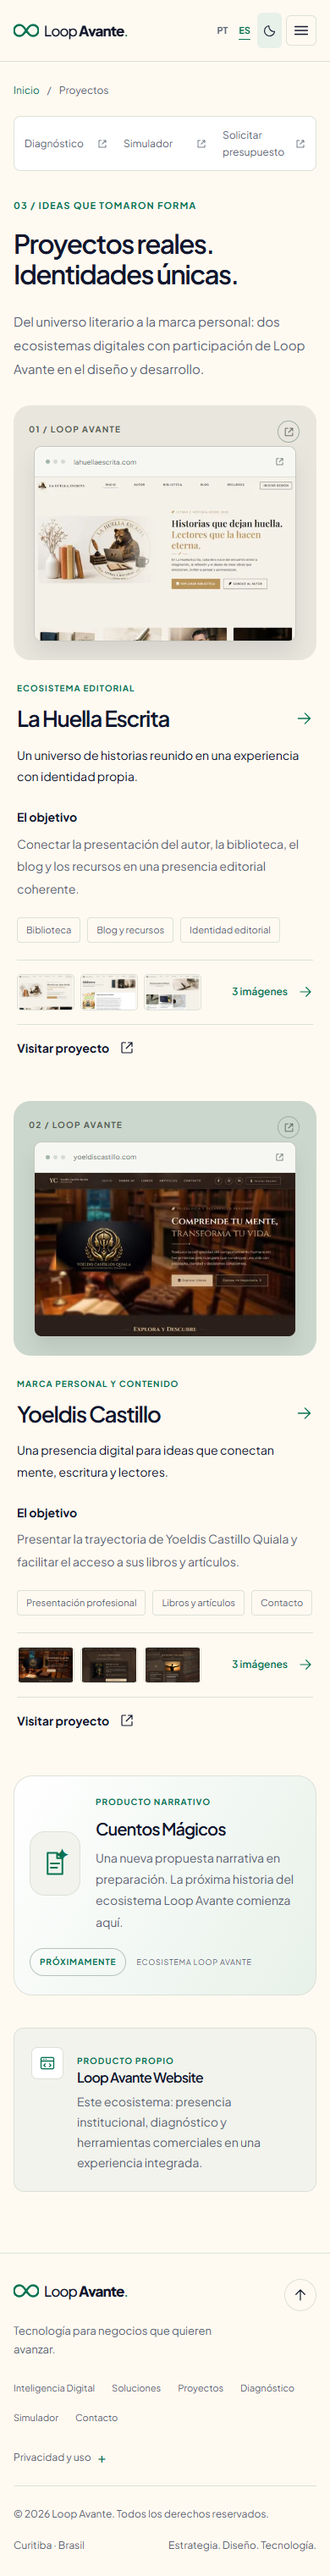 Loop Avante.
PT ES
Inicio / Proyectos
Diagnóstico
Simulador
Solicitar
presupuesto
03 / IDEAS QUE TOMARON FORMA
Proyectos reales.
Identidades únicas.
Del universo literario a la marca personal: dos
ecosistemas digitales con participación de Loop
Avante en el diseño y desarrollo.
01 / LOOP AVANTE
lahuellaescrita.com
Historias que dejan huella.
Lectores que la hacen
eterna.
ECOSISTEMA EDITORIAL
La Huella Escrita
Un universo de historias reunido en una experiencia
con identidad propia.
El objetivo
Conectar la presentación del autor, la biblioteca, el
blog y los recursos en una presencia editorial
coherente.
Biblioteca
Blog y recursos
Identidad editorial
3 imágenes
Visitar proyecto
02 / LOOP AVANTE
yoeldiscastillo.com
YC
COMPRENDE TU MENTE,
TRANSFORMA TU VIDA.
YOELDIS CASTILLO QUIALA
EXPLORA Y DESCUBRE
MARCA PERSONAL Y CONTENIDO
Yoeldis Castillo
Una presencia digital para ideas que conectan
mente, escritura y lectores.
El objetivo
Presentar la trayectoria de Yoeldis Castillo Quiala y
facilitar el acceso a sus libros y artículos.
Presentación profesional
Libros y artículos
Contacto
3 imágenes
Visitar proyecto
PRODUCTO NARRATIVO
Cuentos Mágicos
Una nueva propuesta narrativa en
preparación. La próxima historia del
ecosistema Loop Avante comienza
aquí.
PRÓXIMAMENTE
ECOSISTEMA LOOP AVANTE
PRODUCTO PROPIO
Loop Avante Website
Este ecosistema: presencia
institucional, diagnóstico y
herramientas comerciales en una
experiencia integrada.
Loop Avante.
Tecnología para negocios que quieren
avanzar.
Inteligencia Digital
Soluciones
Proyectos
Diagnóstico
Simulador
Contacto
Privacidad y uso +
© 2026 Loop Avante. Todos los derechos reservados.
Curitiba · Brasil
Estrategia. Diseño. Tecnología.